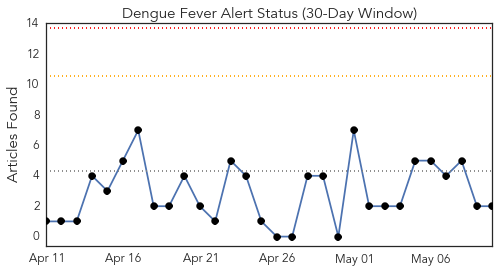 Dengue Fever Alert Status (30-Day Window)
Articles Found
14
12
10
8
6
4
2
0
Apr 11
Apr 16
Apr 21
Apr 26
May 01
May 06